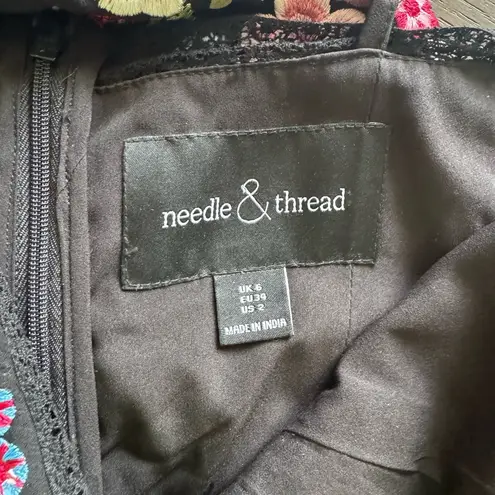 needle & thread
UK 6
EU 34
US 2
MADE IN INDIA